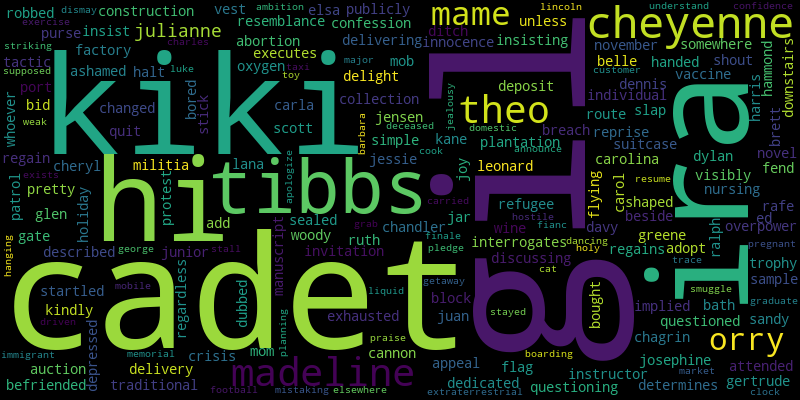 robbed dismay construction vest elsa publicly mame cheyenne
exercise ambition lincoln understand confidence
purse insist julianne resemblance confession ditch unless somewhere
striking factory abortion delivering innocence insisting november handed shout
tactic ashamed halt executes mob belle customer vaccine
supposed port charles luke oxygen toy taxi delight major theo deposit dennis individual hammond downstairs
whoever bid changed bored stick carla collection jensen jealousy harris
weak quit scott barbara simple deceased kane domestic plantation breach route slap brett
kiki gil ira
regain cheryl militia lana jessie cook joy announce reprise suitcase novel
exists hi tibbs apologize leonard carolina dylan fend
patrol pretty holiday protest carried refugee flying carol resume visibly
glen add sealed jar hostile fianc shaped nursing rafe
gate woody chandler wine davy beside ralph ed
hanging described george junior stall manuscript ruth grab finale pledge interrogates dancing greene overpower
startled regardless invitation discussing holy regains adopt pregnant
mobile cadet liquid getaway cat trace trophy
kindly dubbed exhausted block stayed bought implied smuggle sample
driven depressed planning juan bath graduate
immigrant memorial crisis mom praise cannon boarding chagrin questioned sandy
auction delivery madeline appeal flag josephine orry
befriended traditional football mistaking elsewhere dedicated instructor market attended
extraterrestrial questioning determines gertrude clock